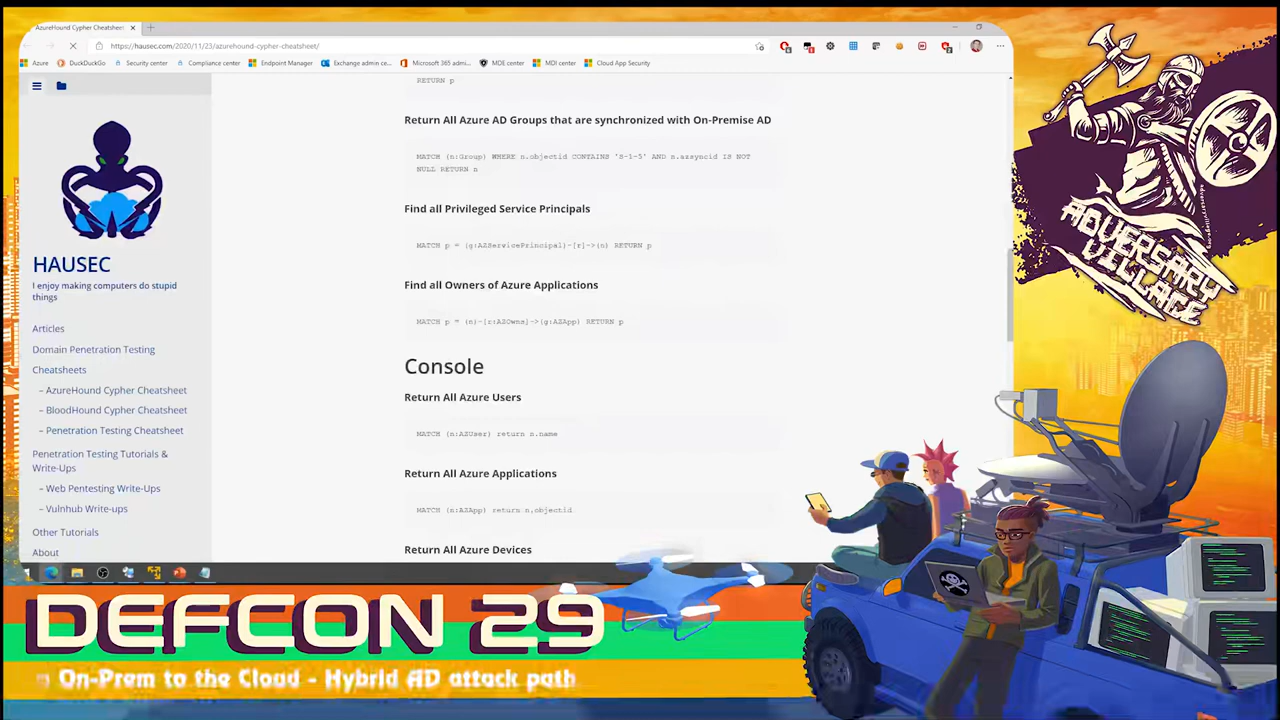 AzureHound Cypher Cheatsheet
https://hausec.com/2020/11/23/azurehound-cypher-cheatsheet/
Azure DuckDuckGo Security center Compliance center Endpoint Manager Exchange admin ce... Microsoft 365 admi... MDE center MDI center Cloud App Security
RETURN p
Return All Azure AD Groups that are synchronized with On-Premise AD
MATCH (n:Group) WHERE n.objectid CONTAINS 'S-1-5' AND n.azsyncid IS NOT
NULL RETURN n
Find all Privileged Service Principals
MATCH p = (g:AZServicePrincipal)-[r]->(n) RETURN p
Find all Owners of Azure Applications
MATCH p = (n)-[r:AZOwns]->(g:AZApp) RETURN p
Console
Return All Azure Users
MATCH (n:AZUser) return n.name
Return All Azure Applications
MATCH (n:AZApp) return n.objectid
Return All Azure Devices
HAUSEC
I enjoy making computers do stupid
things
Articles
Domain Penetration Testing
Cheatsheets
– AzureHound Cypher Cheatsheet
– BloodHound Cypher Cheatsheet
– Penetration Testing Cheatsheet
Penetration Testing Tutorials &
Write-Ups
– Web Pentesting Write-Ups
– Vulnhub Write-ups
Other Tutorials
About
ADVERSARY
VILLAGE
DEFCON 29
On-Prem to the Cloud - Hybrid AD attack path